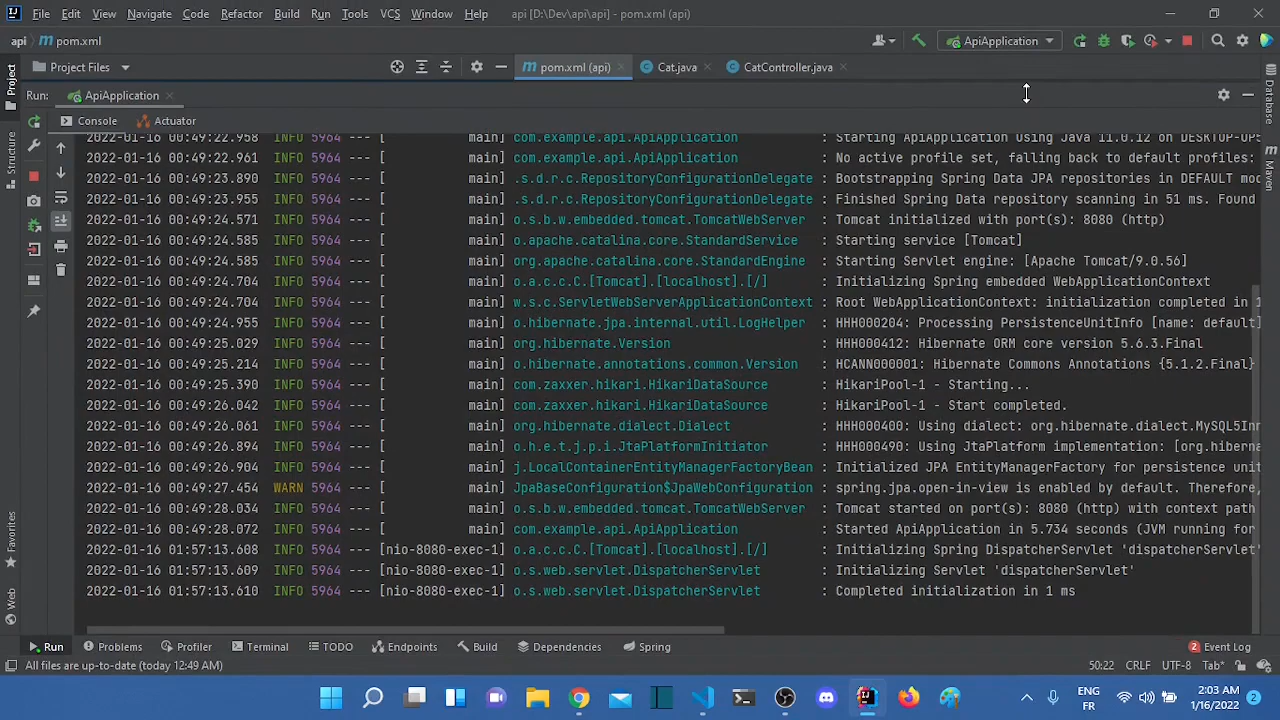 File Edit View Navigate Code Refactor Build Run Tools VCS Window Help api [D:\Dev\api\api] - pom.xml (api)
api pom.xml ApiApplication
Project Files pom.xml (api) Cat.java CatController.java
Run: ApiApplication
Console Actuator
2022-01-16 00:49:22.958 INFO 5964 --- [ main] com.example.api.ApiApplication : Starting ApiApplication using Java 11.0.12 on DESKTOP-UP
2022-01-16 00:49:22.961 INFO 5964 --- [ main] com.example.api.ApiApplication : No active profile set, falling back to default profiles:
2022-01-16 00:49:23.890 INFO 5964 --- [ main] .s.d.r.c.RepositoryConfigurationDelegate : Bootstrapping Spring Data JPA repositories in DEFAULT mod
2022-01-16 00:49:23.955 INFO 5964 --- [ main] .s.d.r.c.RepositoryConfigurationDelegate : Finished Spring Data repository scanning in 51 ms. Found
2022-01-16 00:49:24.571 INFO 5964 --- [ main] o.s.b.w.embedded.tomcat.TomcatWebServer : Tomcat initialized with port(s): 8080 (http)
2022-01-16 00:49:24.585 INFO 5964 --- [ main] o.apache.catalina.core.StandardService : Starting service [Tomcat]
2022-01-16 00:49:24.585 INFO 5964 --- [ main] org.apache.catalina.core.StandardEngine : Starting Servlet engine: [Apache Tomcat/9.0.56]
2022-01-16 00:49:24.704 INFO 5964 --- [ main] o.a.c.c.C.[Tomcat].[localhost].[/] : Initializing Spring embedded WebApplicationContext
2022-01-16 00:49:24.704 INFO 5964 --- [ main] w.s.c.ServletWebServerApplicationContext : Root WebApplicationContext: initialization completed in 1
2022-01-16 00:49:24.955 INFO 5964 --- [ main] o.hibernate.jpa.internal.util.LogHelper : HHH000204: Processing PersistenceUnitInfo [name: default]
2022-01-16 00:49:25.029 INFO 5964 --- [ main] org.hibernate.Version : HHH000412: Hibernate ORM core version 5.6.3.Final
2022-01-16 00:49:25.214 INFO 5964 --- [ main] o.hibernate.annotations.common.Version : HCANN000001: Hibernate Commons Annotations {5.1.2.Final}
2022-01-16 00:49:25.390 INFO 5964 --- [ main] com.zaxxer.hikari.HikariDataSource : HikariPool-1 - Starting...
2022-01-16 00:49:26.042 INFO 5964 --- [ main] com.zaxxer.hikari.HikariDataSource : HikariPool-1 - Start completed.
2022-01-16 00:49:26.061 INFO 5964 --- [ main] org.hibernate.dialect.Dialect : HHH000400: Using dialect: org.hibernate.dialect.MySQL5Inn
2022-01-16 00:49:26.894 INFO 5964 --- [ main] o.h.e.t.j.p.i.JtaPlatformInitiator : HHH000490: Using JtaPlatform implementation: [org.hibern
2022-01-16 00:49:26.904 INFO 5964 --- [ main] j.LocalContainerEntityManagerFactoryBean : Initialized JPA EntityManagerFactory for persistence unit
2022-01-16 00:49:27.454 WARN 5964 --- [ main] JpaBaseConfiguration$JpaWebConfiguration : spring.jpa.open-in-view is enabled by default. Therefore,
2022-01-16 00:49:28.034 INFO 5964 --- [ main] o.s.b.w.embedded.tomcat.TomcatWebServer : Tomcat started on port(s): 8080 (http) with context path
2022-01-16 00:49:28.072 INFO 5964 --- [ main] com.example.api.ApiApplication : Started ApiApplication in 5.734 seconds (JVM running for
2022-01-16 01:57:13.608 INFO 5964 --- [nio-8080-exec-1] o.a.c.c.C.[Tomcat].[localhost].[/] : Initializing Spring DispatcherServlet 'dispatcherServlet'
2022-01-16 01:57:13.609 INFO 5964 --- [nio-8080-exec-1] o.s.web.servlet.DispatcherServlet : Initializing Servlet 'dispatcherServlet'
2022-01-16 01:57:13.610 INFO 5964 --- [nio-8080-exec-1] o.s.web.servlet.DispatcherServlet : Completed initialization in 1 ms
Project
Structure
Favorites
Web
Database
Maven
Run Problems Profiler Terminal TODO Endpoints Build Dependencies Spring 2 Event Log
All files are up-to-date (today 12:49 AM) 50:22 CRLF UTF-8 Tab*
ENG
FR
2:03 AM
1/16/2022
2